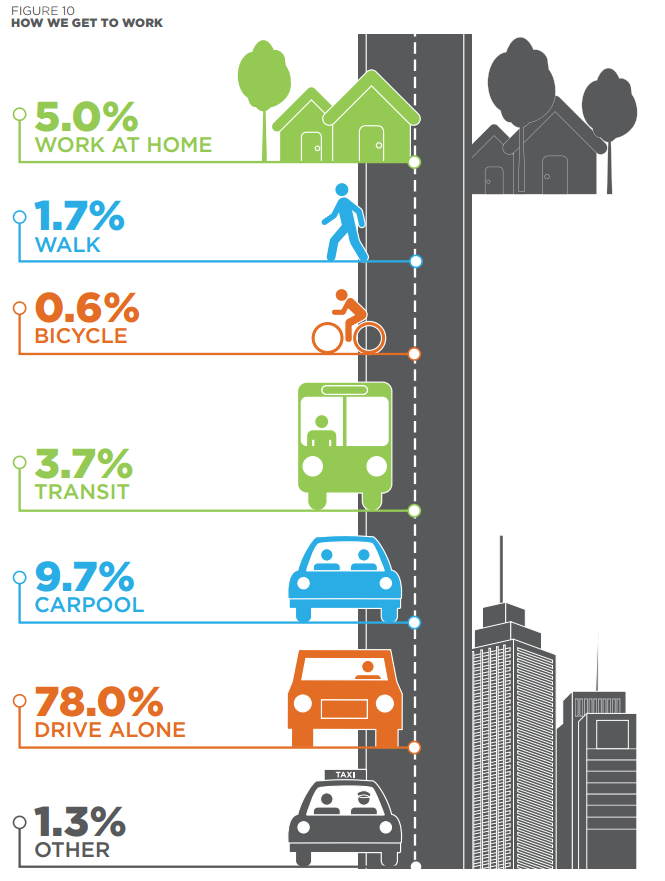 FIGURE 10
HOW WE GET TO WORK
5.0%
WORK AT HOME
1.7%
WALK
0.6%
BICYCLE
3.7%
TRANSIT
9.7%
CARPOOL
78.0%
DRIVE ALONE
TAXI
1.3%
OTHER